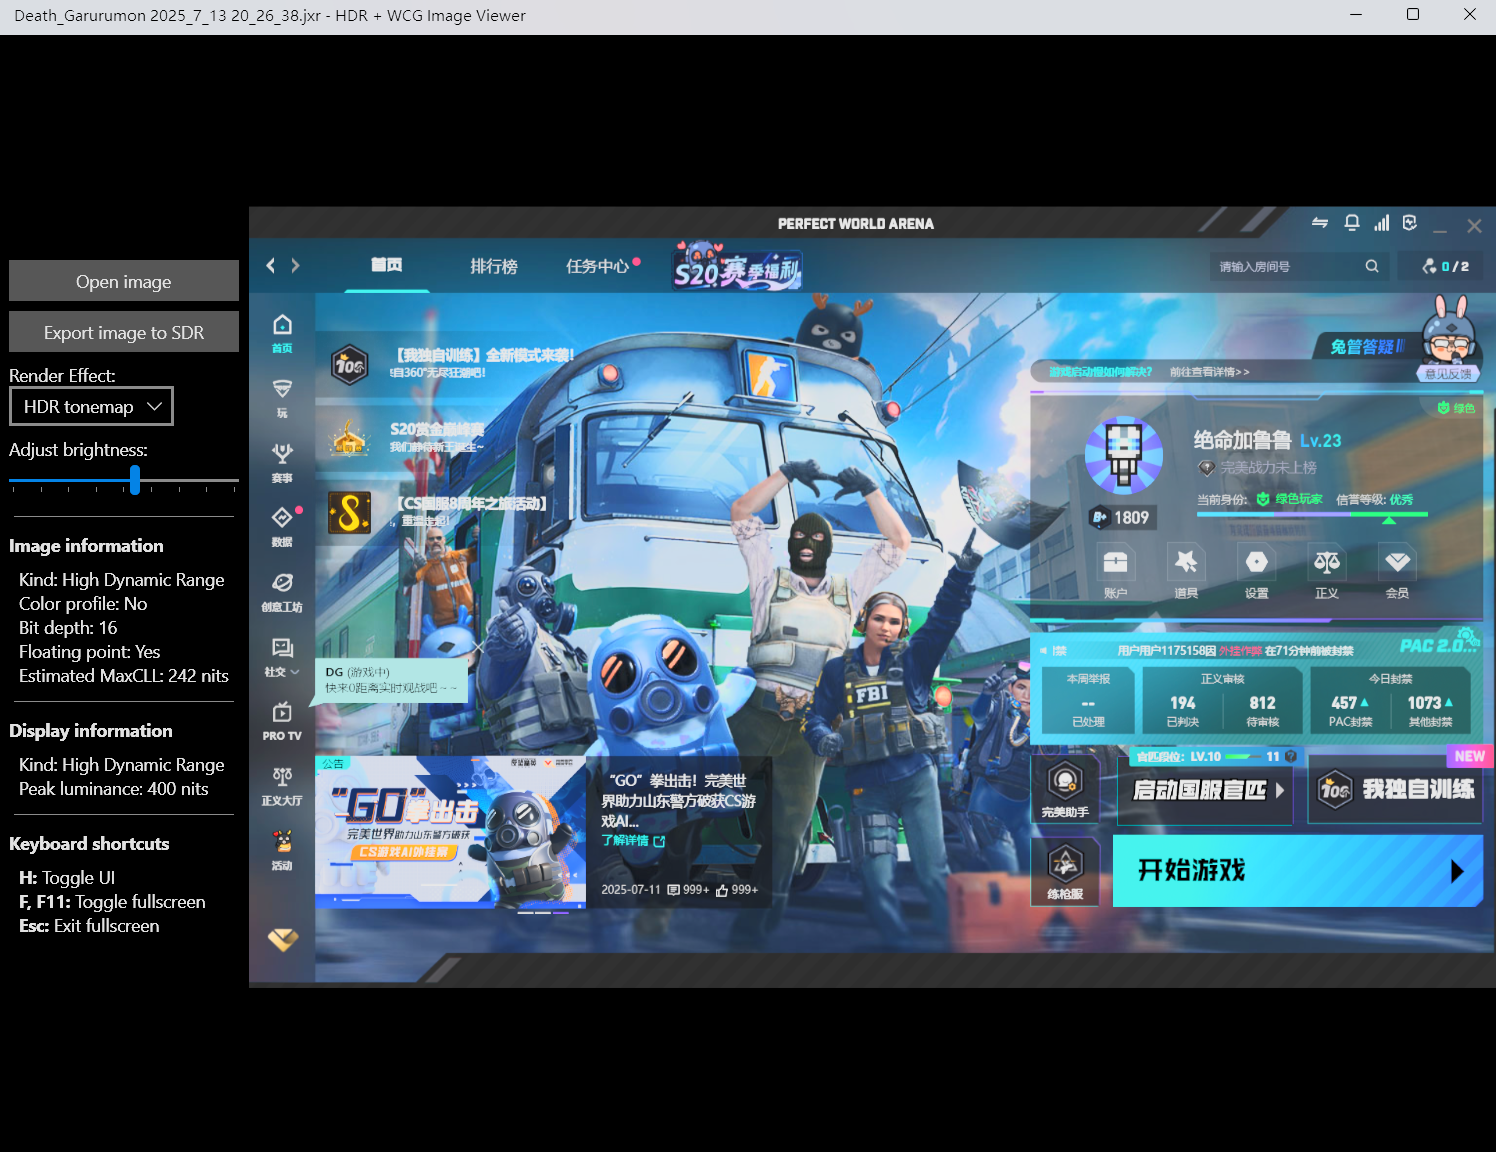 Death_Garurumon 2025_7_13 20_26_38.jxr - HDR + WCG Image Viewer
Open image
Export image to SDR
Render Effect:
HDR tonemap
Adjust brightness:
Image information
Kind: High Dynamic Range
Color profile: No
Bit depth: 16
Floating point: Yes
Estimated MaxCLL: 242 nits
Display information
Kind: High Dynamic Range
Peak luminance: 400 nits
Keyboard shortcuts
H: Toggle UI
F, F11: Toggle fullscreen
Esc: Exit fullscreen
PERFECT WORLD ARENA
首页
排行榜
任务中心
S20赛季福利
请输入房间号
0 / 2
首页
玩
赛事
数据
创意工坊
社交
PRO TV
正义大厅
活动
【我独自训练】全新模式来袭!
!自360°无尽狂潮吧!
S20赏金巅峰赛
我们静待新王诞生~
【CS国服8周年之旅活动】
，重温走起!
DG (游戏中)
快来0距离实时观战吧~~
FBI
公告
"GO"拳出击
完美世界助力山东警方破获
CS游戏AI外挂案
“GO”拳出击！完美世
界助力山东警方破获CS游
戏AI...
了解详情
2025-07-11 999+ 999+
兔管答疑
意见反馈
游戏启动慢如何解决? 前往查看详情>>
绿色
绝命加鲁鲁 Lv.23
完美战力未上榜
当前身份: 绿色玩家 信誉等级: 优秀
B+ 1809
账户
道具
设置
正义
会员
禁 用户用户1175158因 外挂作弊 在71分钟前被封禁
PAC 2.0...
本周举报
--
已处理
正义审核
194
已判决
812
待审核
今日封禁
457
PAC封禁
1073
其他封禁
完美助手
官匹段位: LV.10 11
启动国服官匹
NEW
我独自训练
练枪服
开始游戏